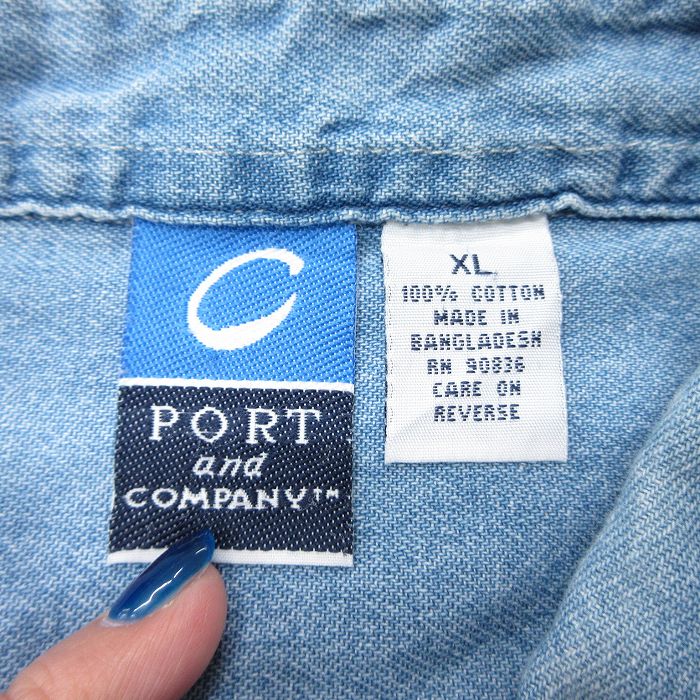 C
PORT
and
COMPANY™
XL
100% COTTON
MADE IN
BANGLADESH
RN 90836
CARE ON
REVERSE